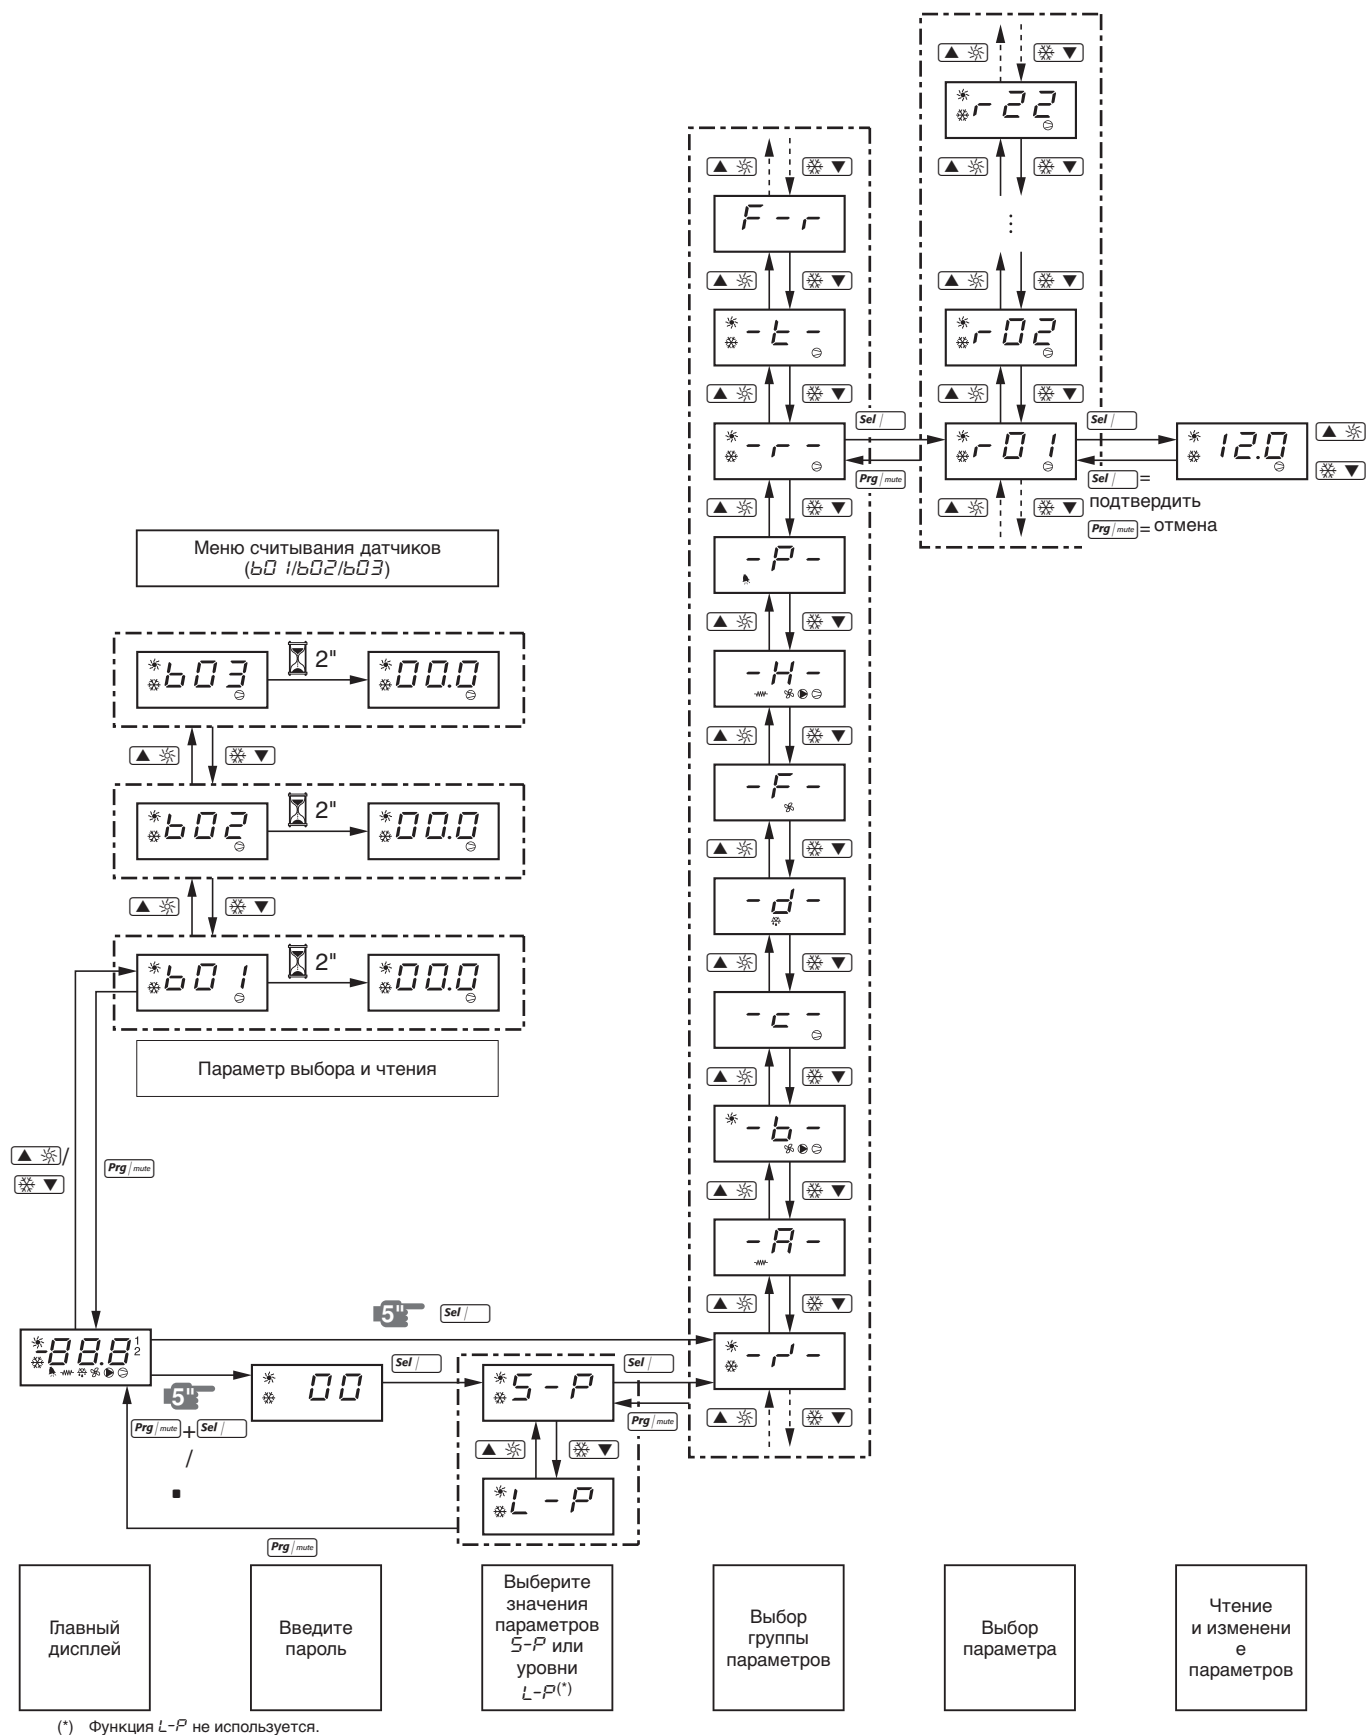 r22
F-r
-t-
r02
Sel
Sel
-r-
r01
12.0
Prg/mute
Sel =
подтвердить
Prg/mute = отмена
-P-
Меню считывания датчиков
(b01/b02/b03)
b03 2" 00.0
-H-
b02 2" 00.0
-F-
-d-
b01 2" 00.0
-c-
Параметр выбора и чтения
-b-
/
Prg/mute
-A-
5" Sel
-88.8 1 2
5"
00
Sel
S-P
Sel
Prg/mute
-r'-
Prg/mute + Sel
/
L-P
Prg/mute
Главный
дисплей
Введите
пароль
Выберите
значения
параметров
S-P или
уровни
L-P(*)
Выбор
группы
параметров
Выбор
параметра
Чтение
и изменени
е
параметров
(*) Функция L-P не используется.